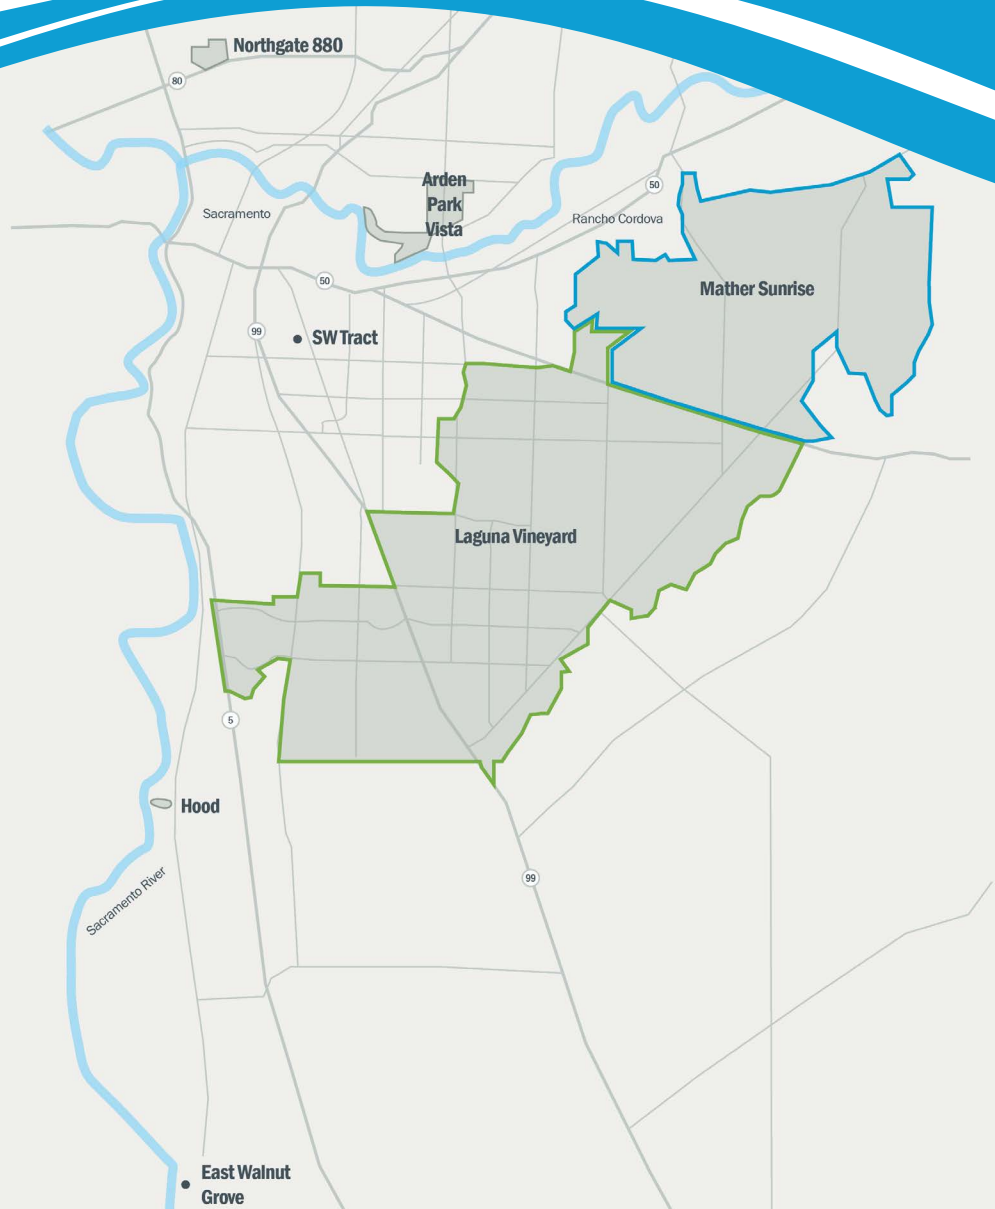 Northgate 880
80
Arden
Park
Vista
50
Sacramento
Rancho Cordova
50
Mather Sunrise
99
SW Tract
Laguna Vineyard
5
Hood
99
Sacramento River
East Walnut
Grove